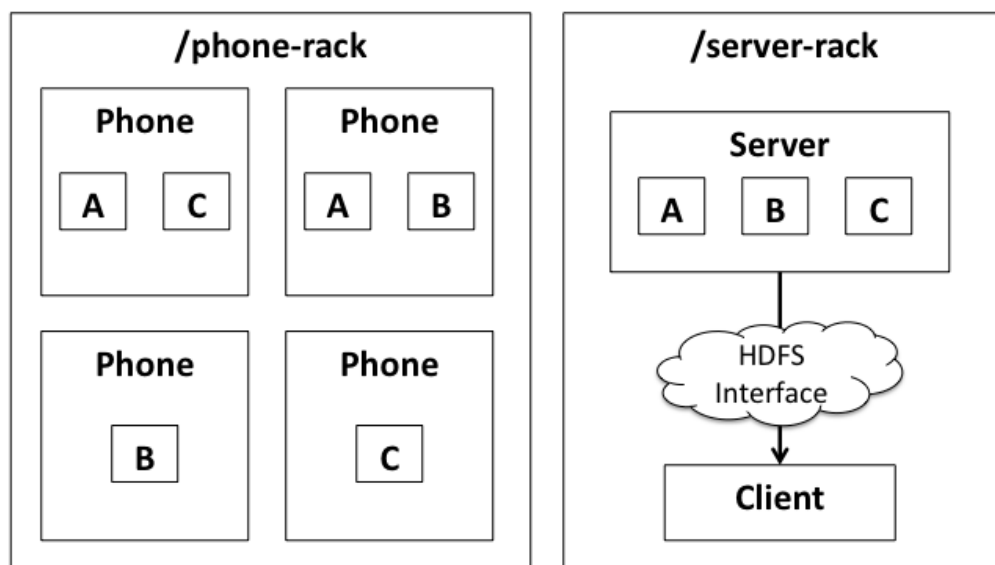 /phone-rack
Phone
A C
Phone
A B
Phone
B
Phone
C
/server-rack
Server
A B C
HDFS
Interface
Client